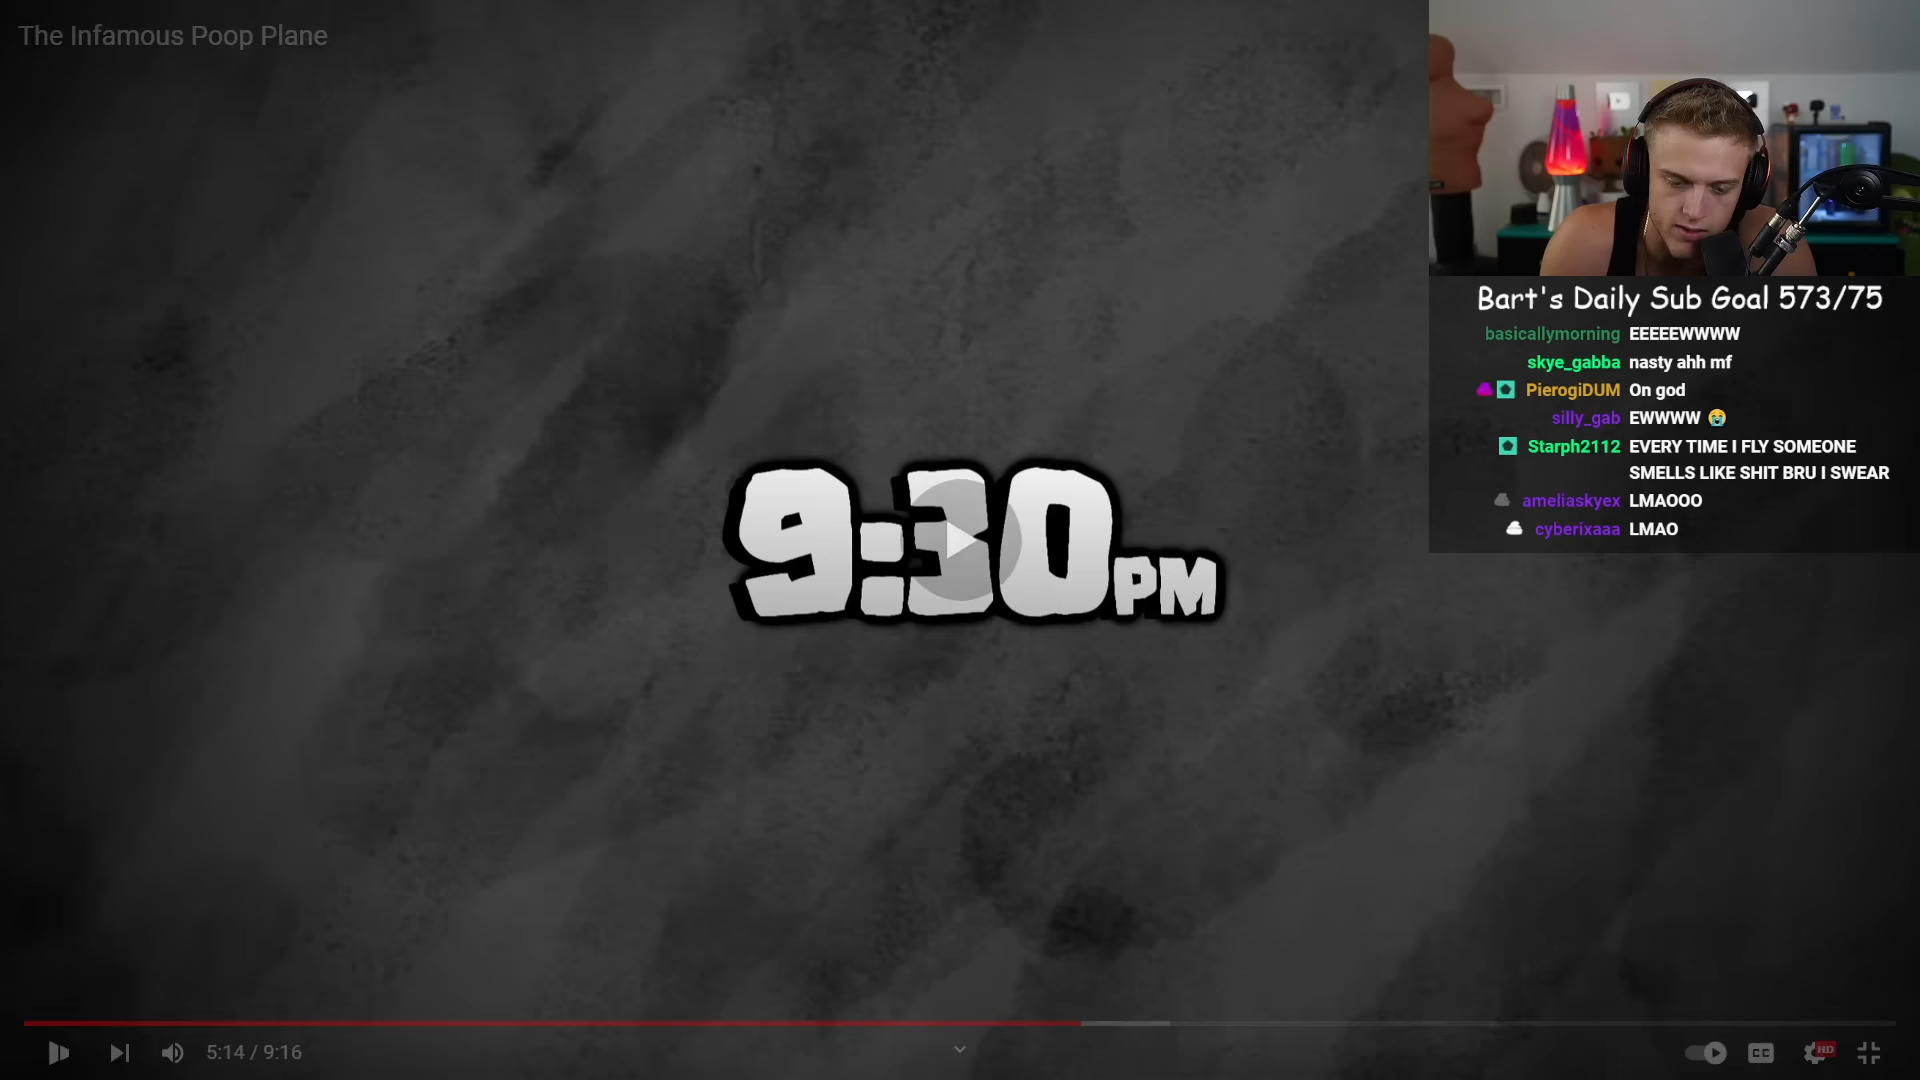 The Infamous Poop Plane
9:30PM
Bart's Daily Sub Goal 573/75
basicallymorning EEEEEWWWW
skye_gabba nasty ahh mf
PierogiDUM On god
silly_gab EWWWW 😭
Starph2112 EVERY TIME I FLY SOMEONE
SMELLS LIKE SHIT BRU I SWEAR
ameliaskyex LMAOOO
cyberixaaa LMAO
5:14 / 9:16
CC
HD